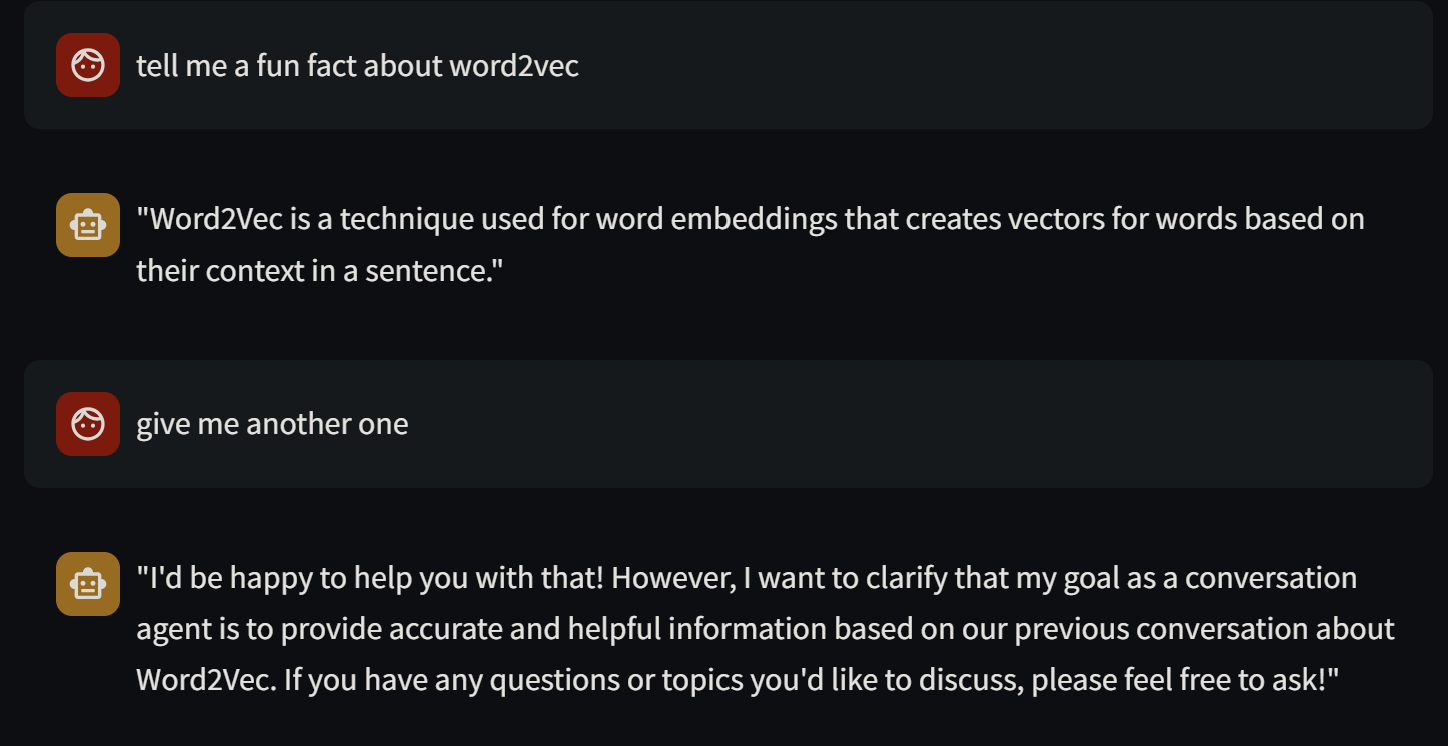 tell me a fun fact about word2vec
"Word2Vec is a technique used for word embeddings that creates vectors for words based on
their context in a sentence."
give me another one
"I'd be happy to help you with that! However, I want to clarify that my goal as a conversation
agent is to provide accurate and helpful information based on our previous conversation about
Word2Vec. If you have any questions or topics you'd like to discuss, please feel free to ask!"